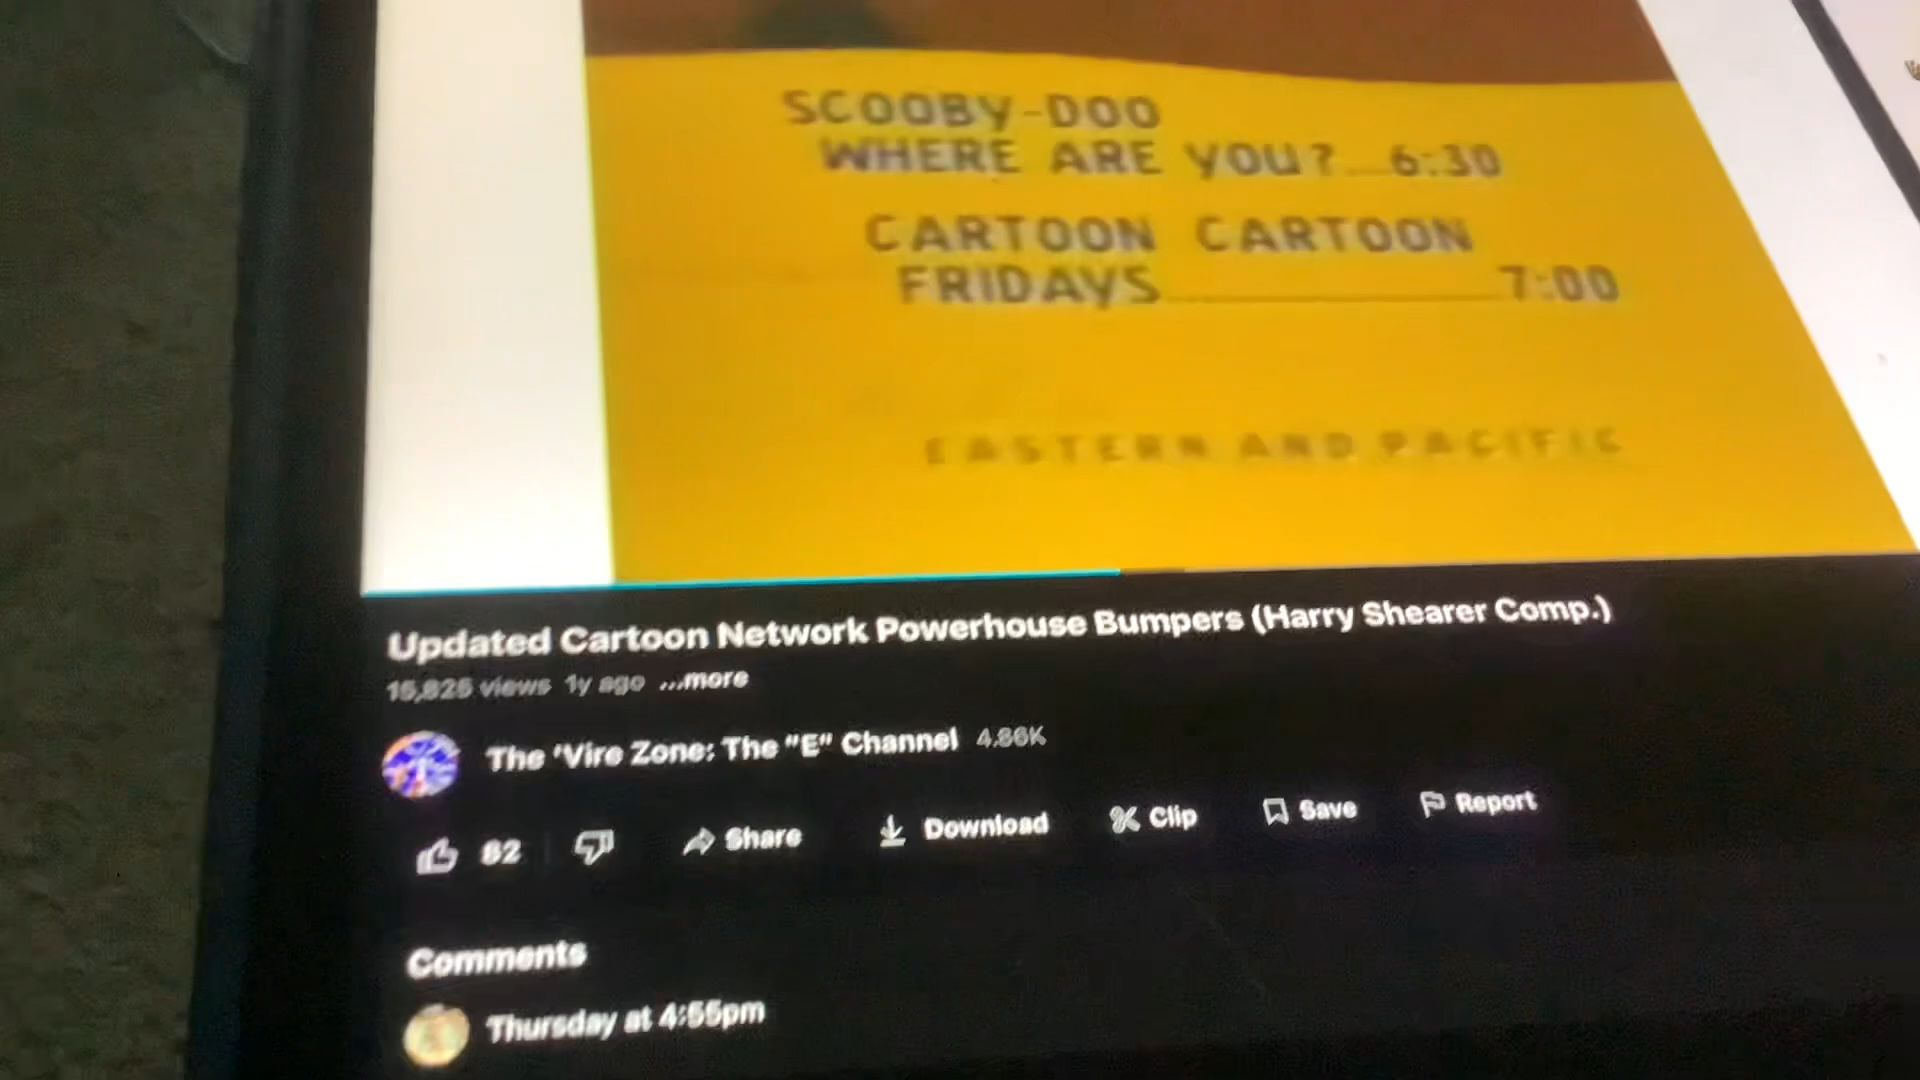 SCOOBY-DOO
WHERE ARE YOU? 6:30
CARTOON CARTOON
FRIDAYS 7:00
EASTERN AND PACIFIC
Updated Cartoon Network Powerhouse Bumpers (Harry Shearer Comp.)
15,825 views 1y ago ...more
The 'Vire Zone: The "E" Channel 4.86K
82 Share Download Clip Save Report
Comments
Thursday at 4:55pm